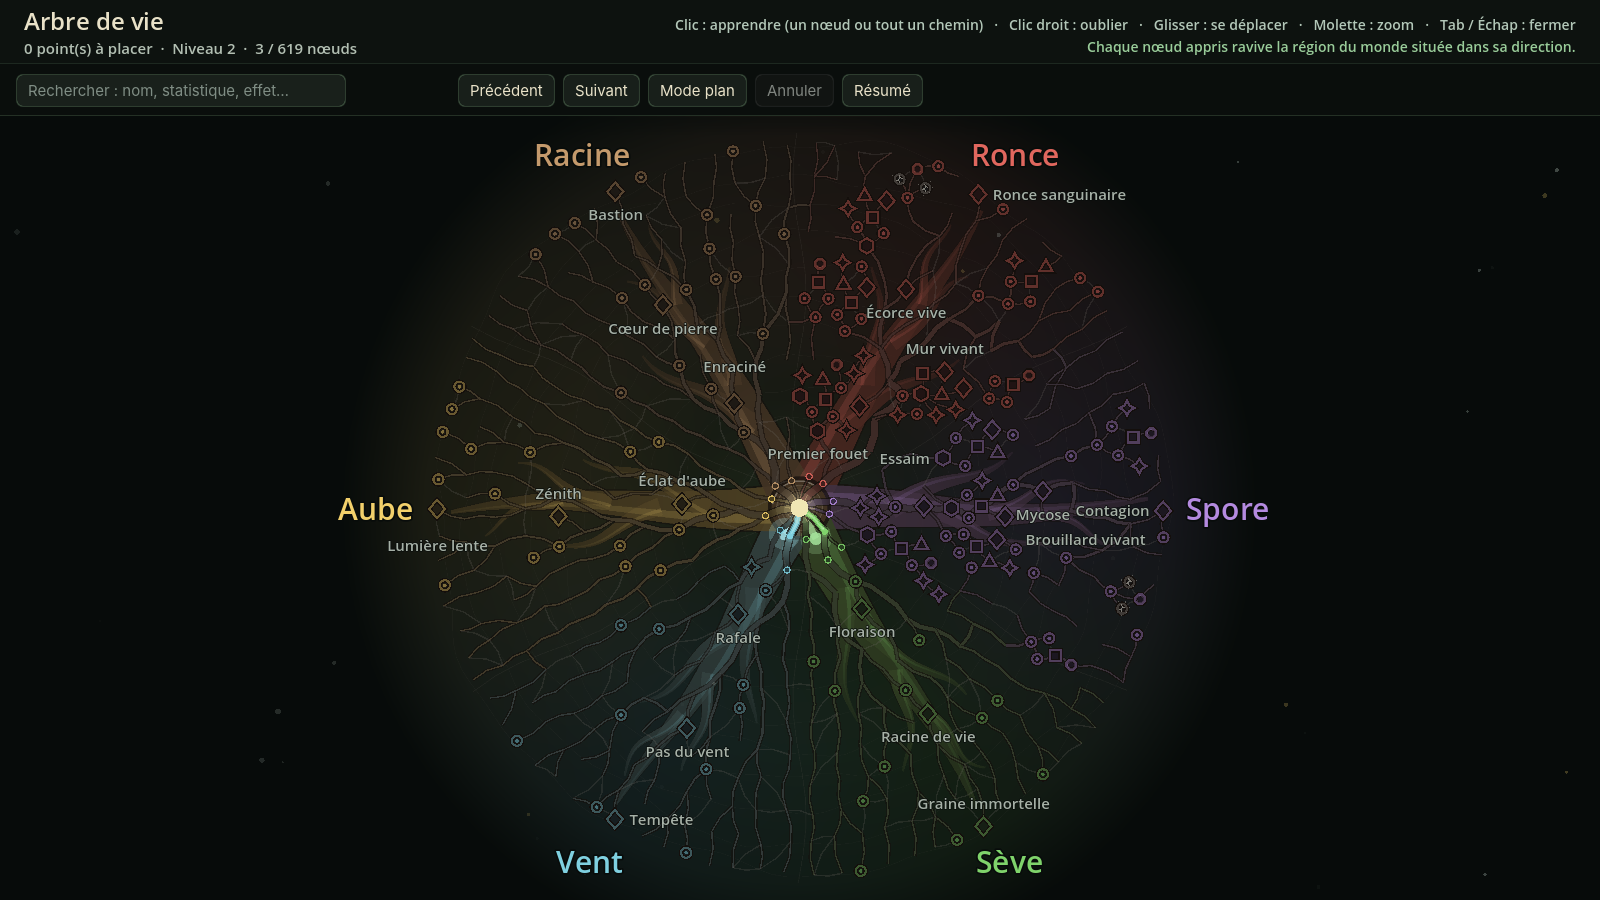 Arbre de vie
0 point(s) à placer · Niveau 2 · 3 / 619 nœuds
Clic : apprendre (un nœud ou tout un chemin) · Clic droit : oublier · Glisser : se déplacer · Molette : zoom · Tab / Échap : fermer
Chaque nœud appris ravive la région du monde située dans sa direction.
Rechercher : nom, statistique, effet...
Précédent
Suivant
Mode plan
Annuler
Résumé
Racine
Ronce
Ronce sanguinaire
Bastion
Écorce vive
Cœur de pierre
Mur vivant
Enraciné
Premier fouet
Essaim
Éclat d'aube
Zénith
Aube
Mycose
Contagion
Spore
Lumière lente
Brouillard vivant
Rafale
Floraison
Racine de vie
Pas du vent
Graine immortelle
Tempête
Vent
Sève